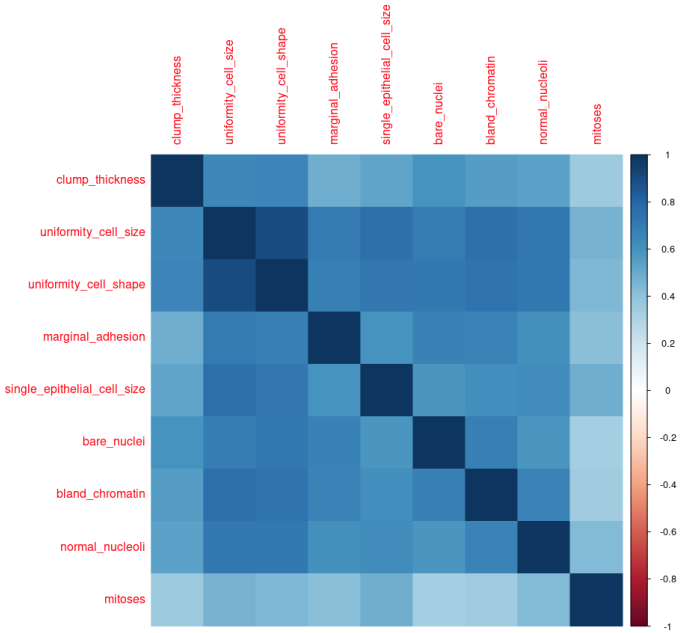 clump_thickness
uniformity_cell_size
uniformity_cell_shape
marginal_adhesion
single_epithelial_cell_size
bare_nuclei
bland_chromatin
normal_nucleoli
mitoses
clump_thickness
uniformity_cell_size
uniformity_cell_shape
marginal_adhesion
single_epithelial_cell_size
bare_nuclei
bland_chromatin
normal_nucleoli
mitoses
1
0.8
0.6
0.4
0.2
0
-0.2
-0.4
-0.6
-0.8
-1